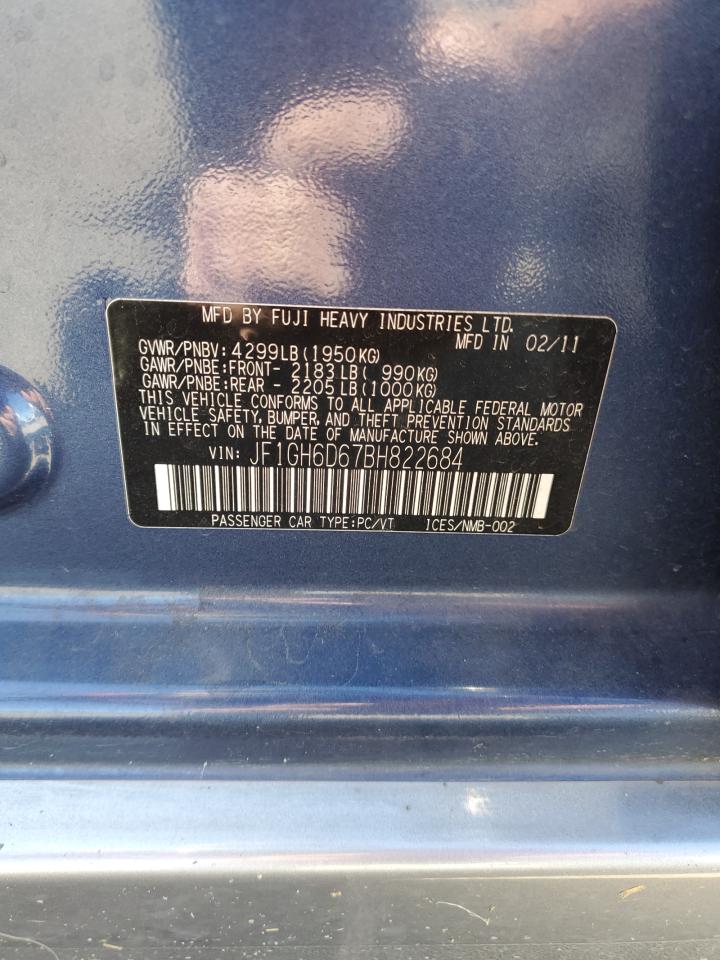 MFD BY FUJI HEAVY INDUSTRIES LTD.
MFD IN 02/11
GVWR/PNBV: 4299LB (1950KG)
GAWR/PNBE:FRONT- 2183LB( 990KG)
GAWR/PNBE:REAR - 2205LB(1000KG)
THIS VEHICLE CONFORMS TO ALL APPLICABLE FEDERAL MOTOR
VEHICLE SAFETY, BUMPER, AND THEFT PREVENTION STANDARDS
IN EFFECT ON THE DATE OF MANUFACTURE SHOWN ABOVE.
VIN: JF1GH6D67BH822684
PASSENGER CAR TYPE:PC/VT ICES/NMB-002